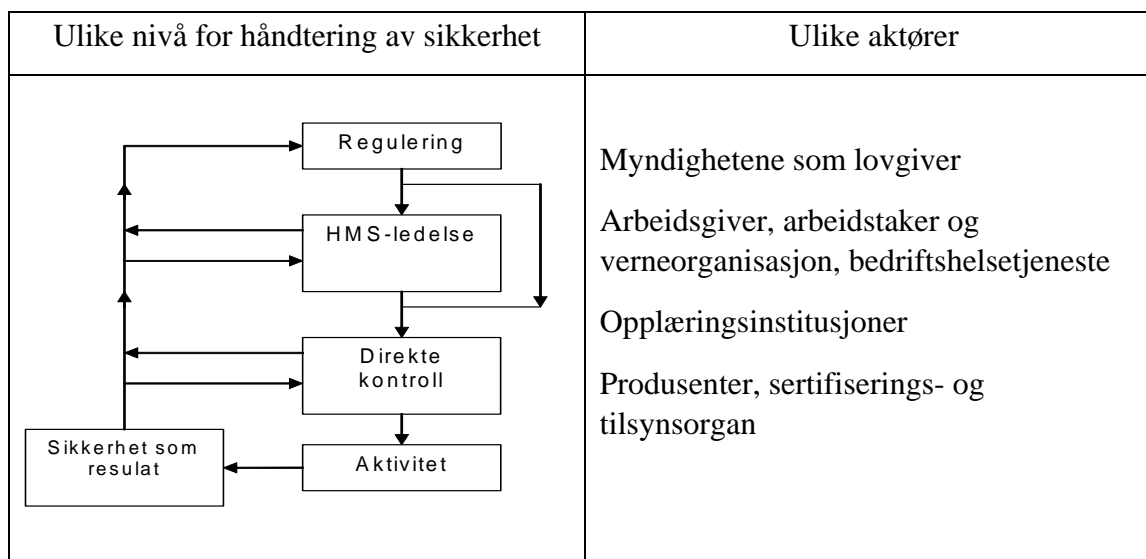 Ulike nivå for håndtering av sikkerhet
Ulike aktører
Regulering
HMS-ledelse
Direkte
kontroll
Sikkerhet som
resulat
Aktivitet
Myndighetene som lovgiver
Arbeidsgiver, arbeidstaker og
verneorganisasjon, bedriftshelsetjeneste
Opplæringsinstitusjoner
Produsenter, sertifiserings- og
tilsynsorgan